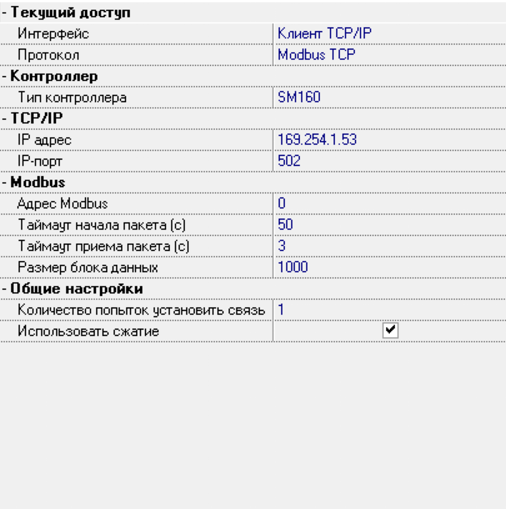 - Текущий доступ
Интерфейс Клиент TCP/IP
Протокол Modbus TCP
- Контроллер
Тип контроллера SM160
- TCP/IP
IP адрес 169.254.1.53
IP-порт 502
- Modbus
Адрес Modbus 0
Таймаут начала пакета (с) 50
Таймаут приема пакета (с) 3
Размер блока данных 1000
- Общие настройки
Количество попыток установить связь 1
Использовать сжатие